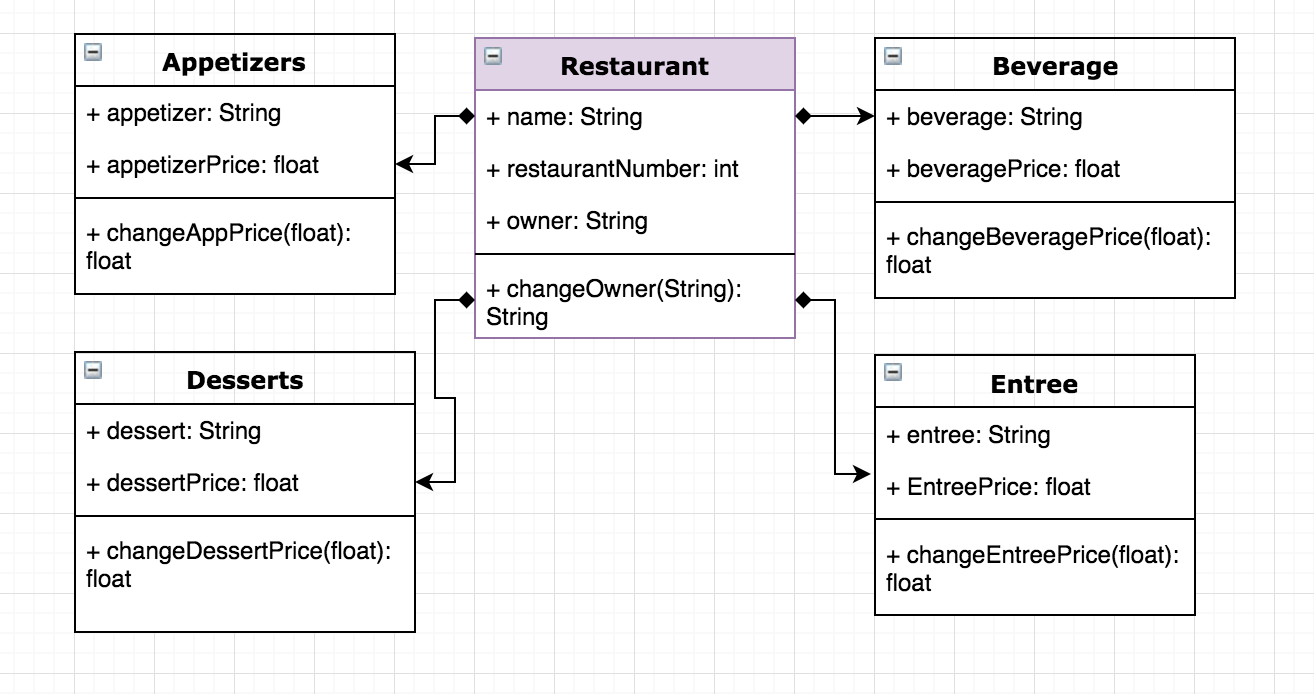 Appetizers
+ appetizer: String
+ appetizerPrice: float
+ changeAppPrice(float):
float
Restaurant
+ name: String
+ restaurantNumber: int
+ owner: String
+ changeOwner(String):
String
Beverage
+ beverage: String
+ beveragePrice: float
+ changeBeveragePrice(float):
float
Desserts
+ dessert: String
+ dessertPrice: float
+ changeDessertPrice(float):
float
Entree
+ entree: String
+ EntreePrice: float
+ changeEntreePrice(float):
float